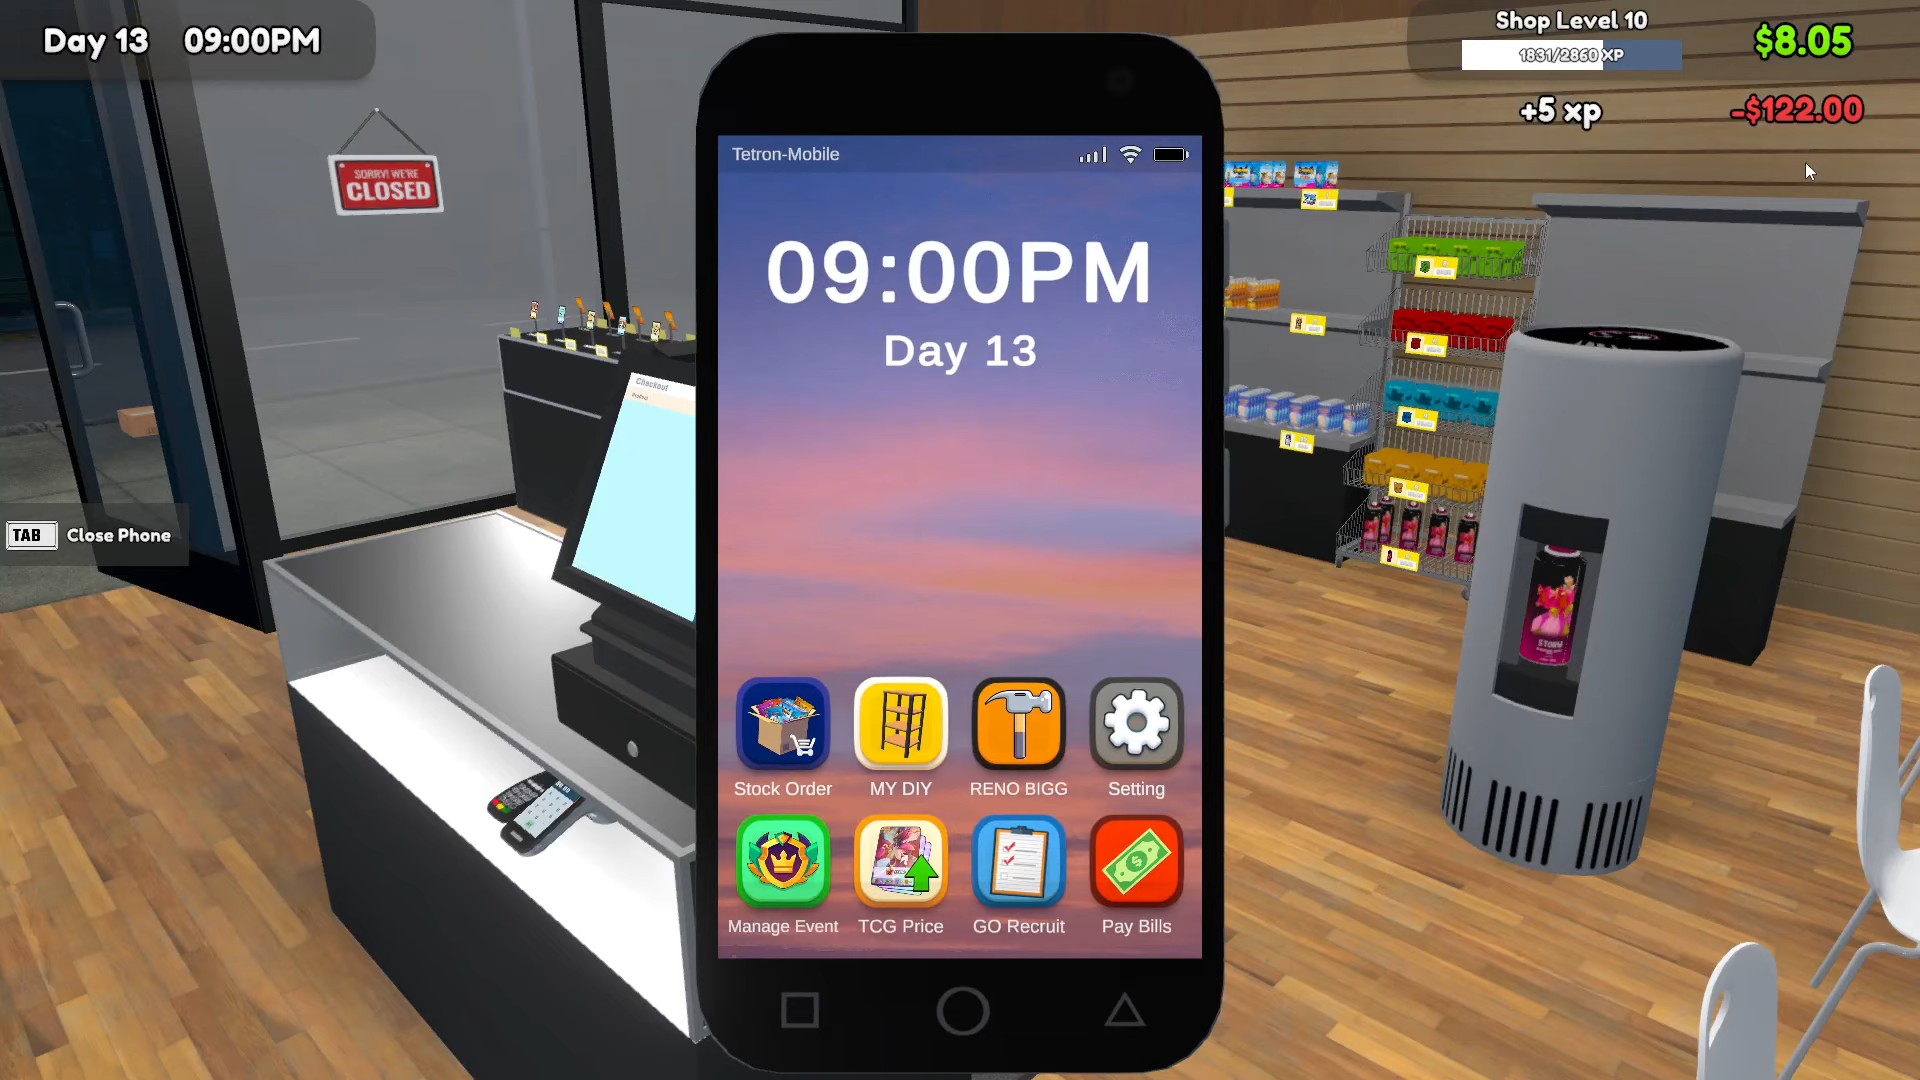 Day 13 09:00PM
Shop Level 10
1831/2860 XP
$8.05
+5 xp
-$122.00
SORRY! WE'RE
CLOSED
TAB Close Phone
Checkout
Tetron-Mobile
09:00PM
Day 13
Stock Order
MY DIY
RENO BIGG
Setting
Manage Event
TCG Price
GO Recruit
Pay Bills
STORM